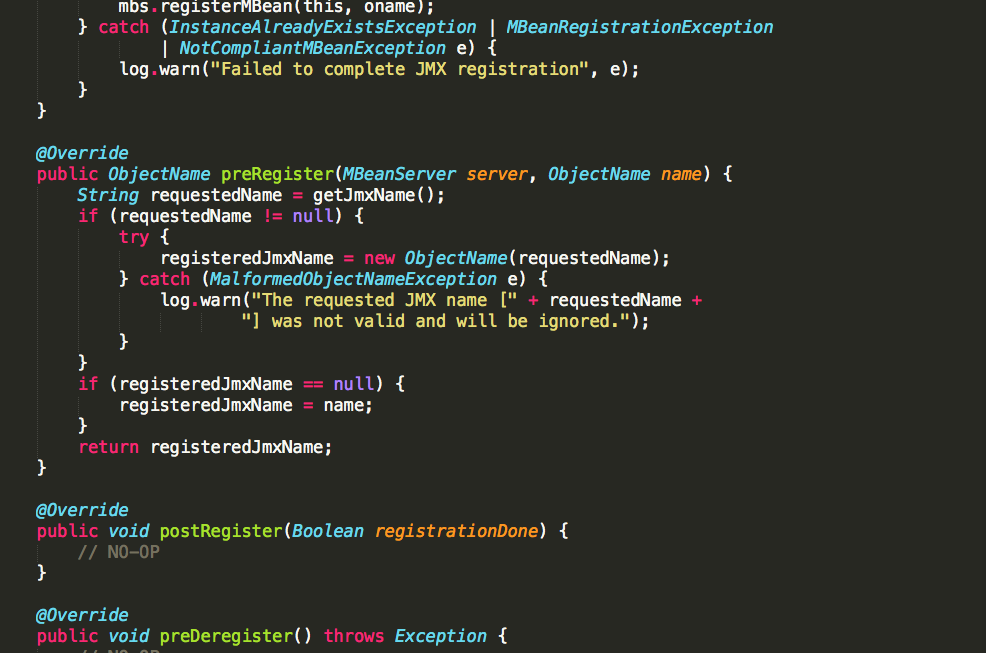 mbs.registerMBean(this, oname);
        } catch (InstanceAlreadyExistsException | MBeanRegistrationException
                | NotCompliantMBeanException e) {
            log.warn("Failed to complete JMX registration", e);
        }
    }

    @Override
    public ObjectName preRegister(MBeanServer server, ObjectName name) {
        String requestedName = getJmxName();
        if (requestedName != null) {
            try {
                registeredJmxName = new ObjectName(requestedName);
            } catch (MalformedObjectNameException e) {
                log.warn("The requested JMX name [" + requestedName +
                        "] was not valid and will be ignored.");
            }
        }
        if (registeredJmxName == null) {
            registeredJmxName = name;
        }
        return registeredJmxName;
    }

    @Override
    public void postRegister(Boolean registrationDone) {
        // NO-OP
    }

    @Override
    public void preDeregister() throws Exception {
        // NO-OP